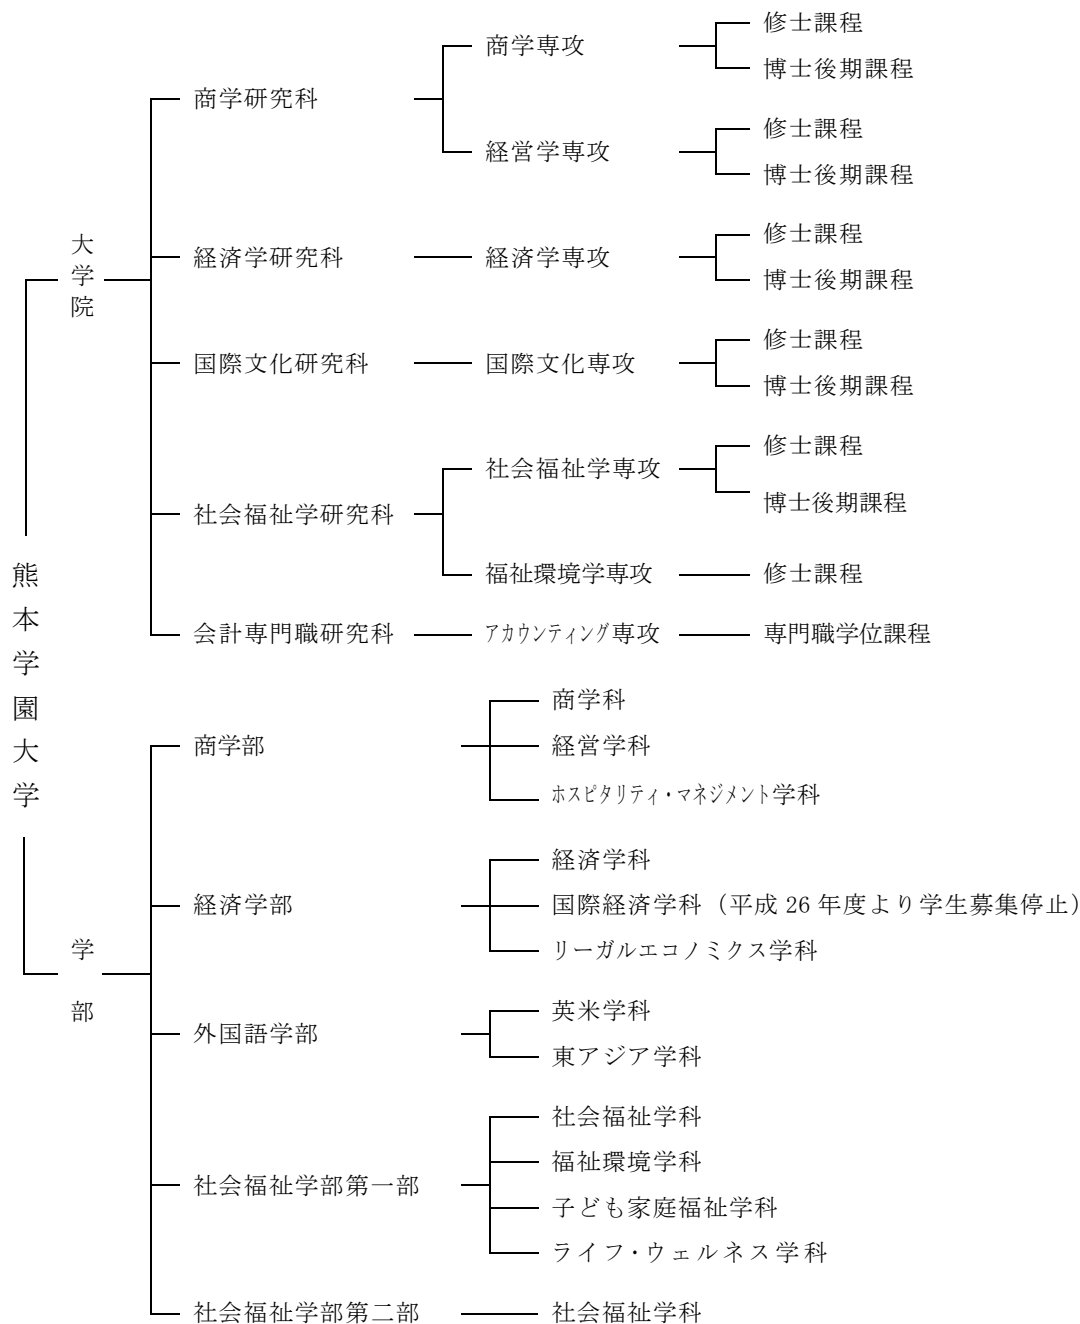 熊本学園大学
大学院
商学研究科
商学専攻
修士課程
博士後期課程
経営学専攻
修士課程
博士後期課程
経済学研究科
経済学専攻
修士課程
博士後期課程
国際文化研究科
国際文化専攻
修士課程
博士後期課程
社会福祉学研究科
社会福祉学専攻
修士課程
博士後期課程
福祉環境学専攻
修士課程
会計専門職研究科
アカウンティング専攻
専門職学位課程
学部
商学部
商学科
経営学科
ホスピタリティ・マネジメント学科
経済学部
経済学科
国際経済学科（平成 26 年度より学生募集停止）
リーガルエコノミクス学科
外国語学部
英米学科
東アジア学科
社会福祉学部第一部
社会福祉学科
福祉環境学科
子ども家庭福祉学科
ライフ・ウェルネス学科
社会福祉学部第二部
社会福祉学科